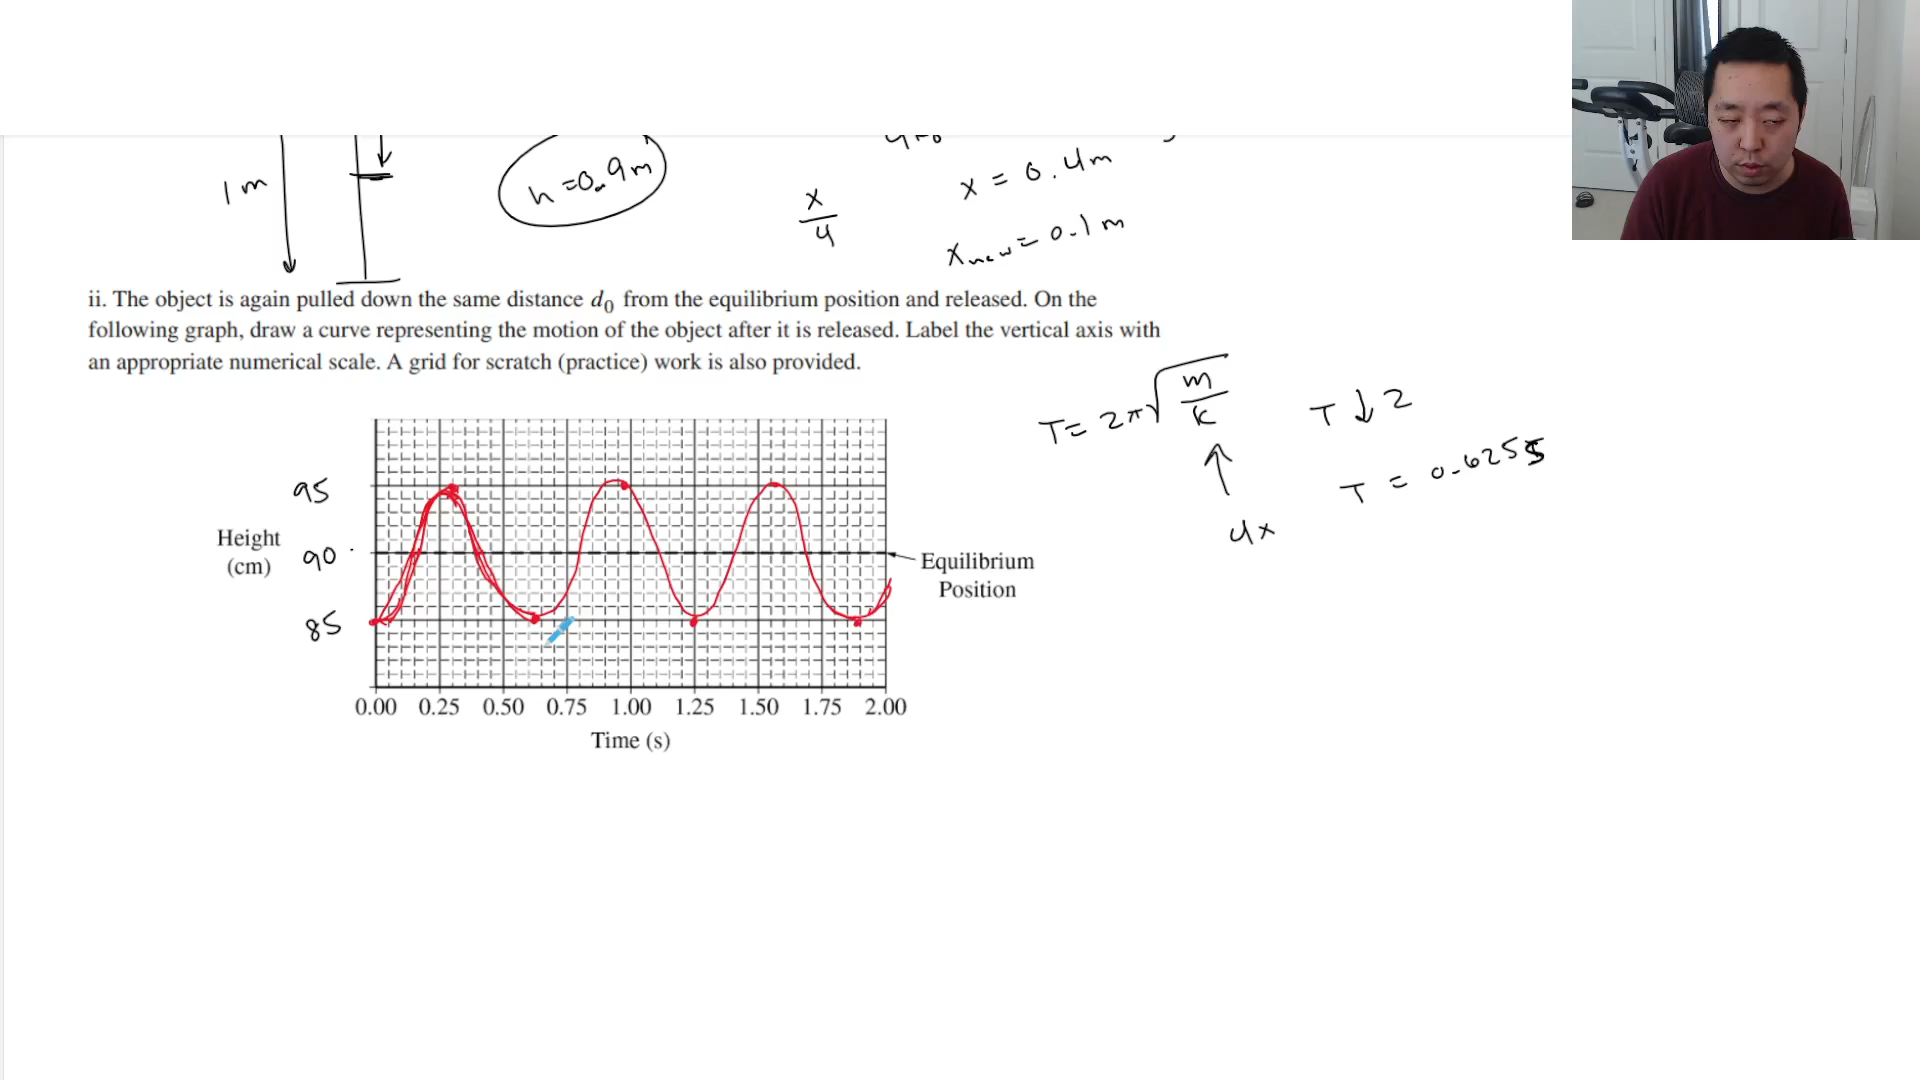 1 m
h = 0.9m
x = 0.4m
x/4
xnew = 0.1 m
ii. The object is again pulled down the same distance d0 from the equilibrium position and released. On the
following graph, draw a curve representing the motion of the object after it is released. Label the vertical axis with
an appropriate numerical scale. A grid for scratch (practice) work is also provided.
T = 2π√(m/k)
T ↓ 2
T = 0.625s
4x
95
Height
(cm)
90
85
Equilibrium
Position
0.00 0.25 0.50 0.75 1.00 1.25 1.50 1.75 2.00
Time (s)